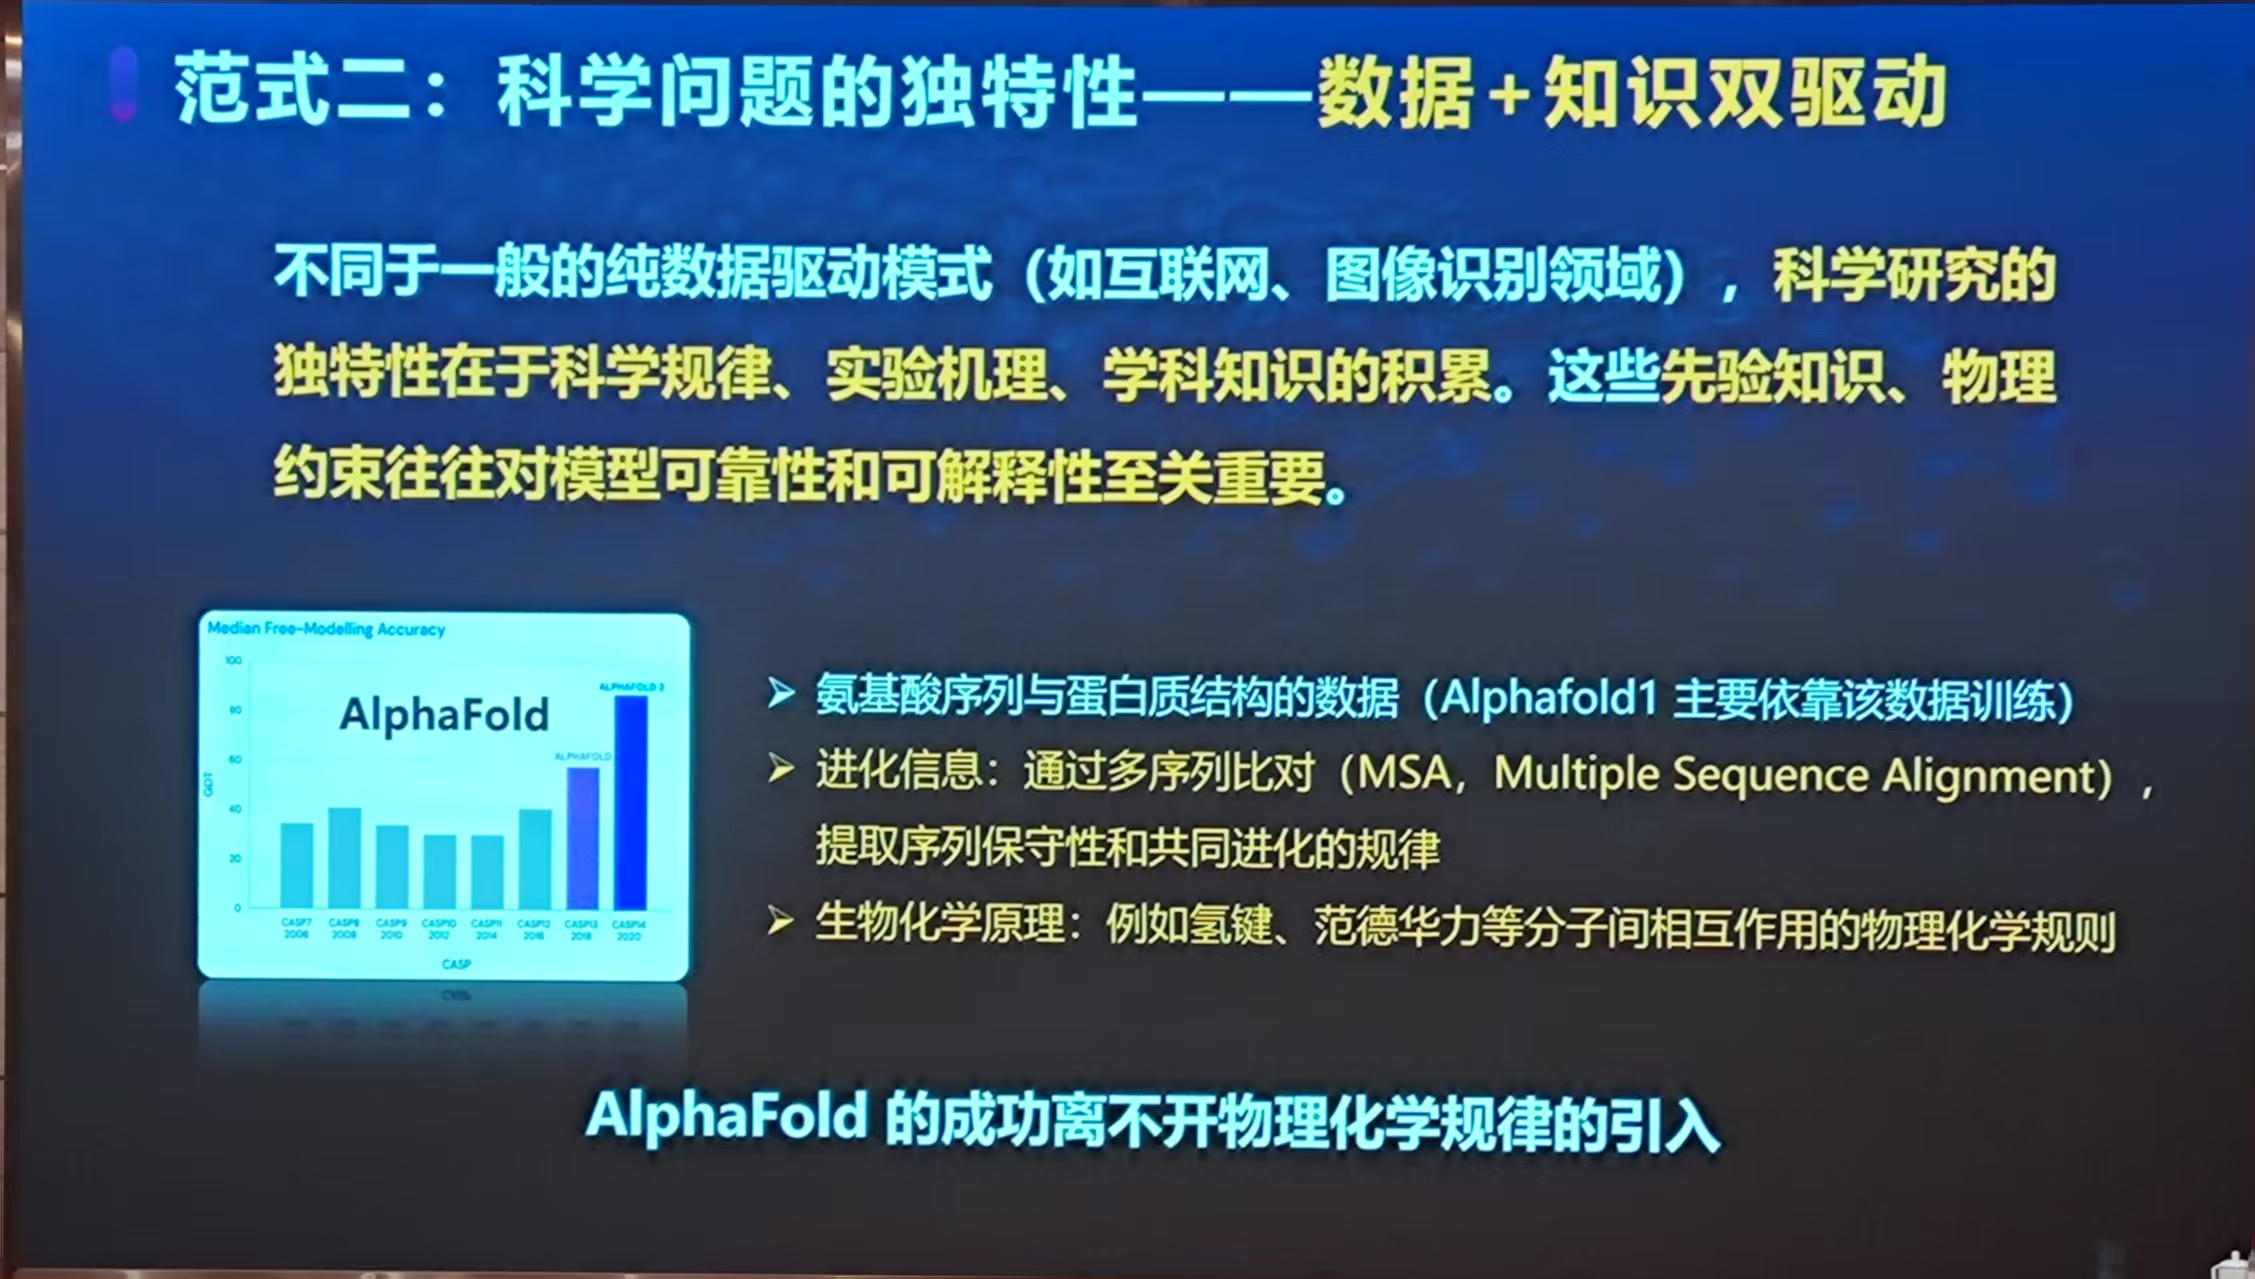 范式二：科学问题的独特性——数据+知识双驱动
不同于一般的纯数据驱动模式（如互联网、图像识别领域），科学研究的
独特性在于科学规律、实验机理、学科知识的积累。这些先验知识、物理
约束往往对模型可靠性和可解释性至关重要。
Median Free-Modelling Accuracy
AlphaFold
GDT
100
80
60
40
20
0
ALPHAFOLD
ALPHAFOLD 2
CASP7 CASP8 CASP9 CASP10 CASP11 CASP12 CASP13 CASP14
2006 2008 2010 2012 2014 2016 2018 2020
CASP
➤ 氨基酸序列与蛋白质结构的数据（Alphafold1 主要依靠该数据训练）
➤ 进化信息：通过多序列比对（MSA，Multiple Sequence Alignment），
提取序列保守性和共同进化的规律
➤ 生物化学原理：例如氢键、范德华力等分子间相互作用的物理化学规则
AlphaFold 的成功离不开物理化学规律的引入